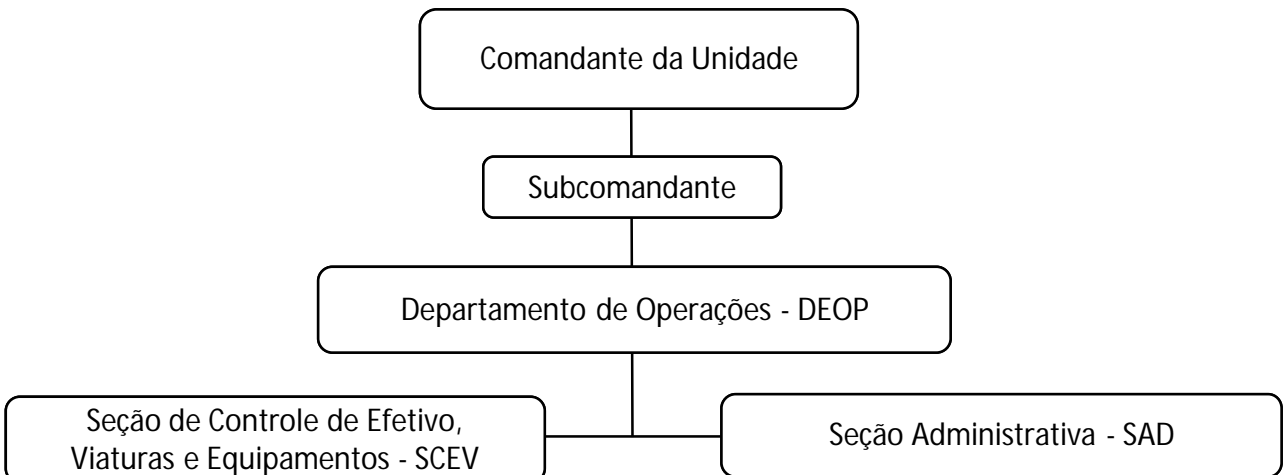 Comandante da Unidade
Subcomandante
Departamento de Operações - DEOP
Seção de Controle de Efetivo,
Viaturas e Equipamentos - SCEV
Seção Administrativa - SAD